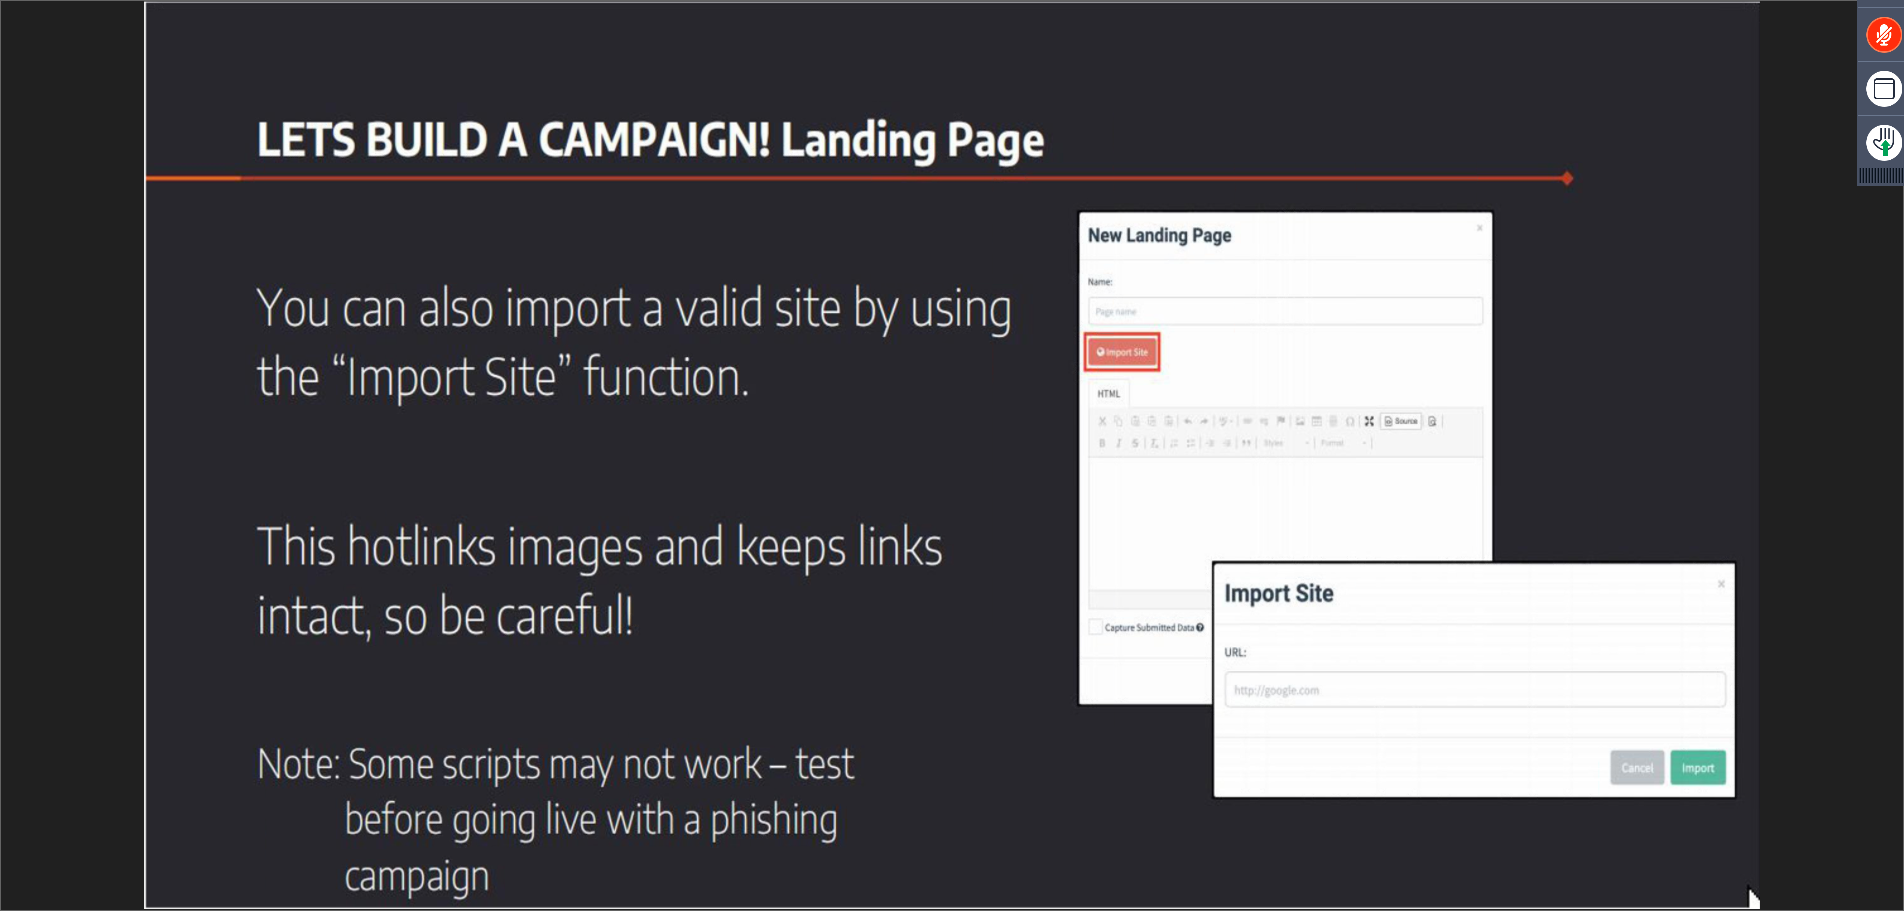 LETS BUILD A CAMPAIGN! Landing Page
You can also import a valid site by using
the “Import Site” function.
This hotlinks images and keeps links
intact, so be careful!
Note: Some scripts may not work – test
before going live with a phishing
campaign
New Landing Page
×
Name:
Page name
Import Site
HTML
Source
B I S
Styles
Format
Capture Submitted Data
Import Site
×
URL:
http://google.com
Cancel
Import